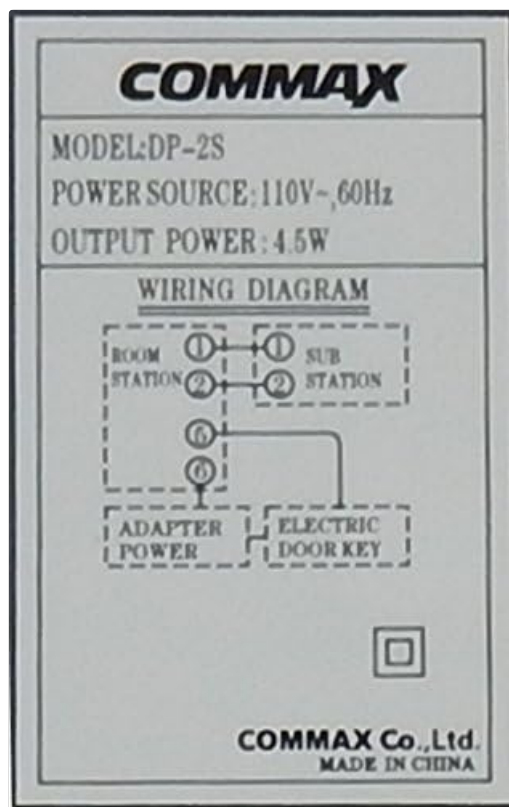 COMMAX
MODEL:DP-2S
POWER SOURCE:110V~,60Hz
OUTPUT POWER:4.5W
WIRING DIAGRAM
ROOM STATION
① ①
② ②
SUB STATION
⑤
⑥
ADAPTER POWER
ELECTRIC DOOR KEY
COMMAX Co.,Ltd.
MADE IN CHINA